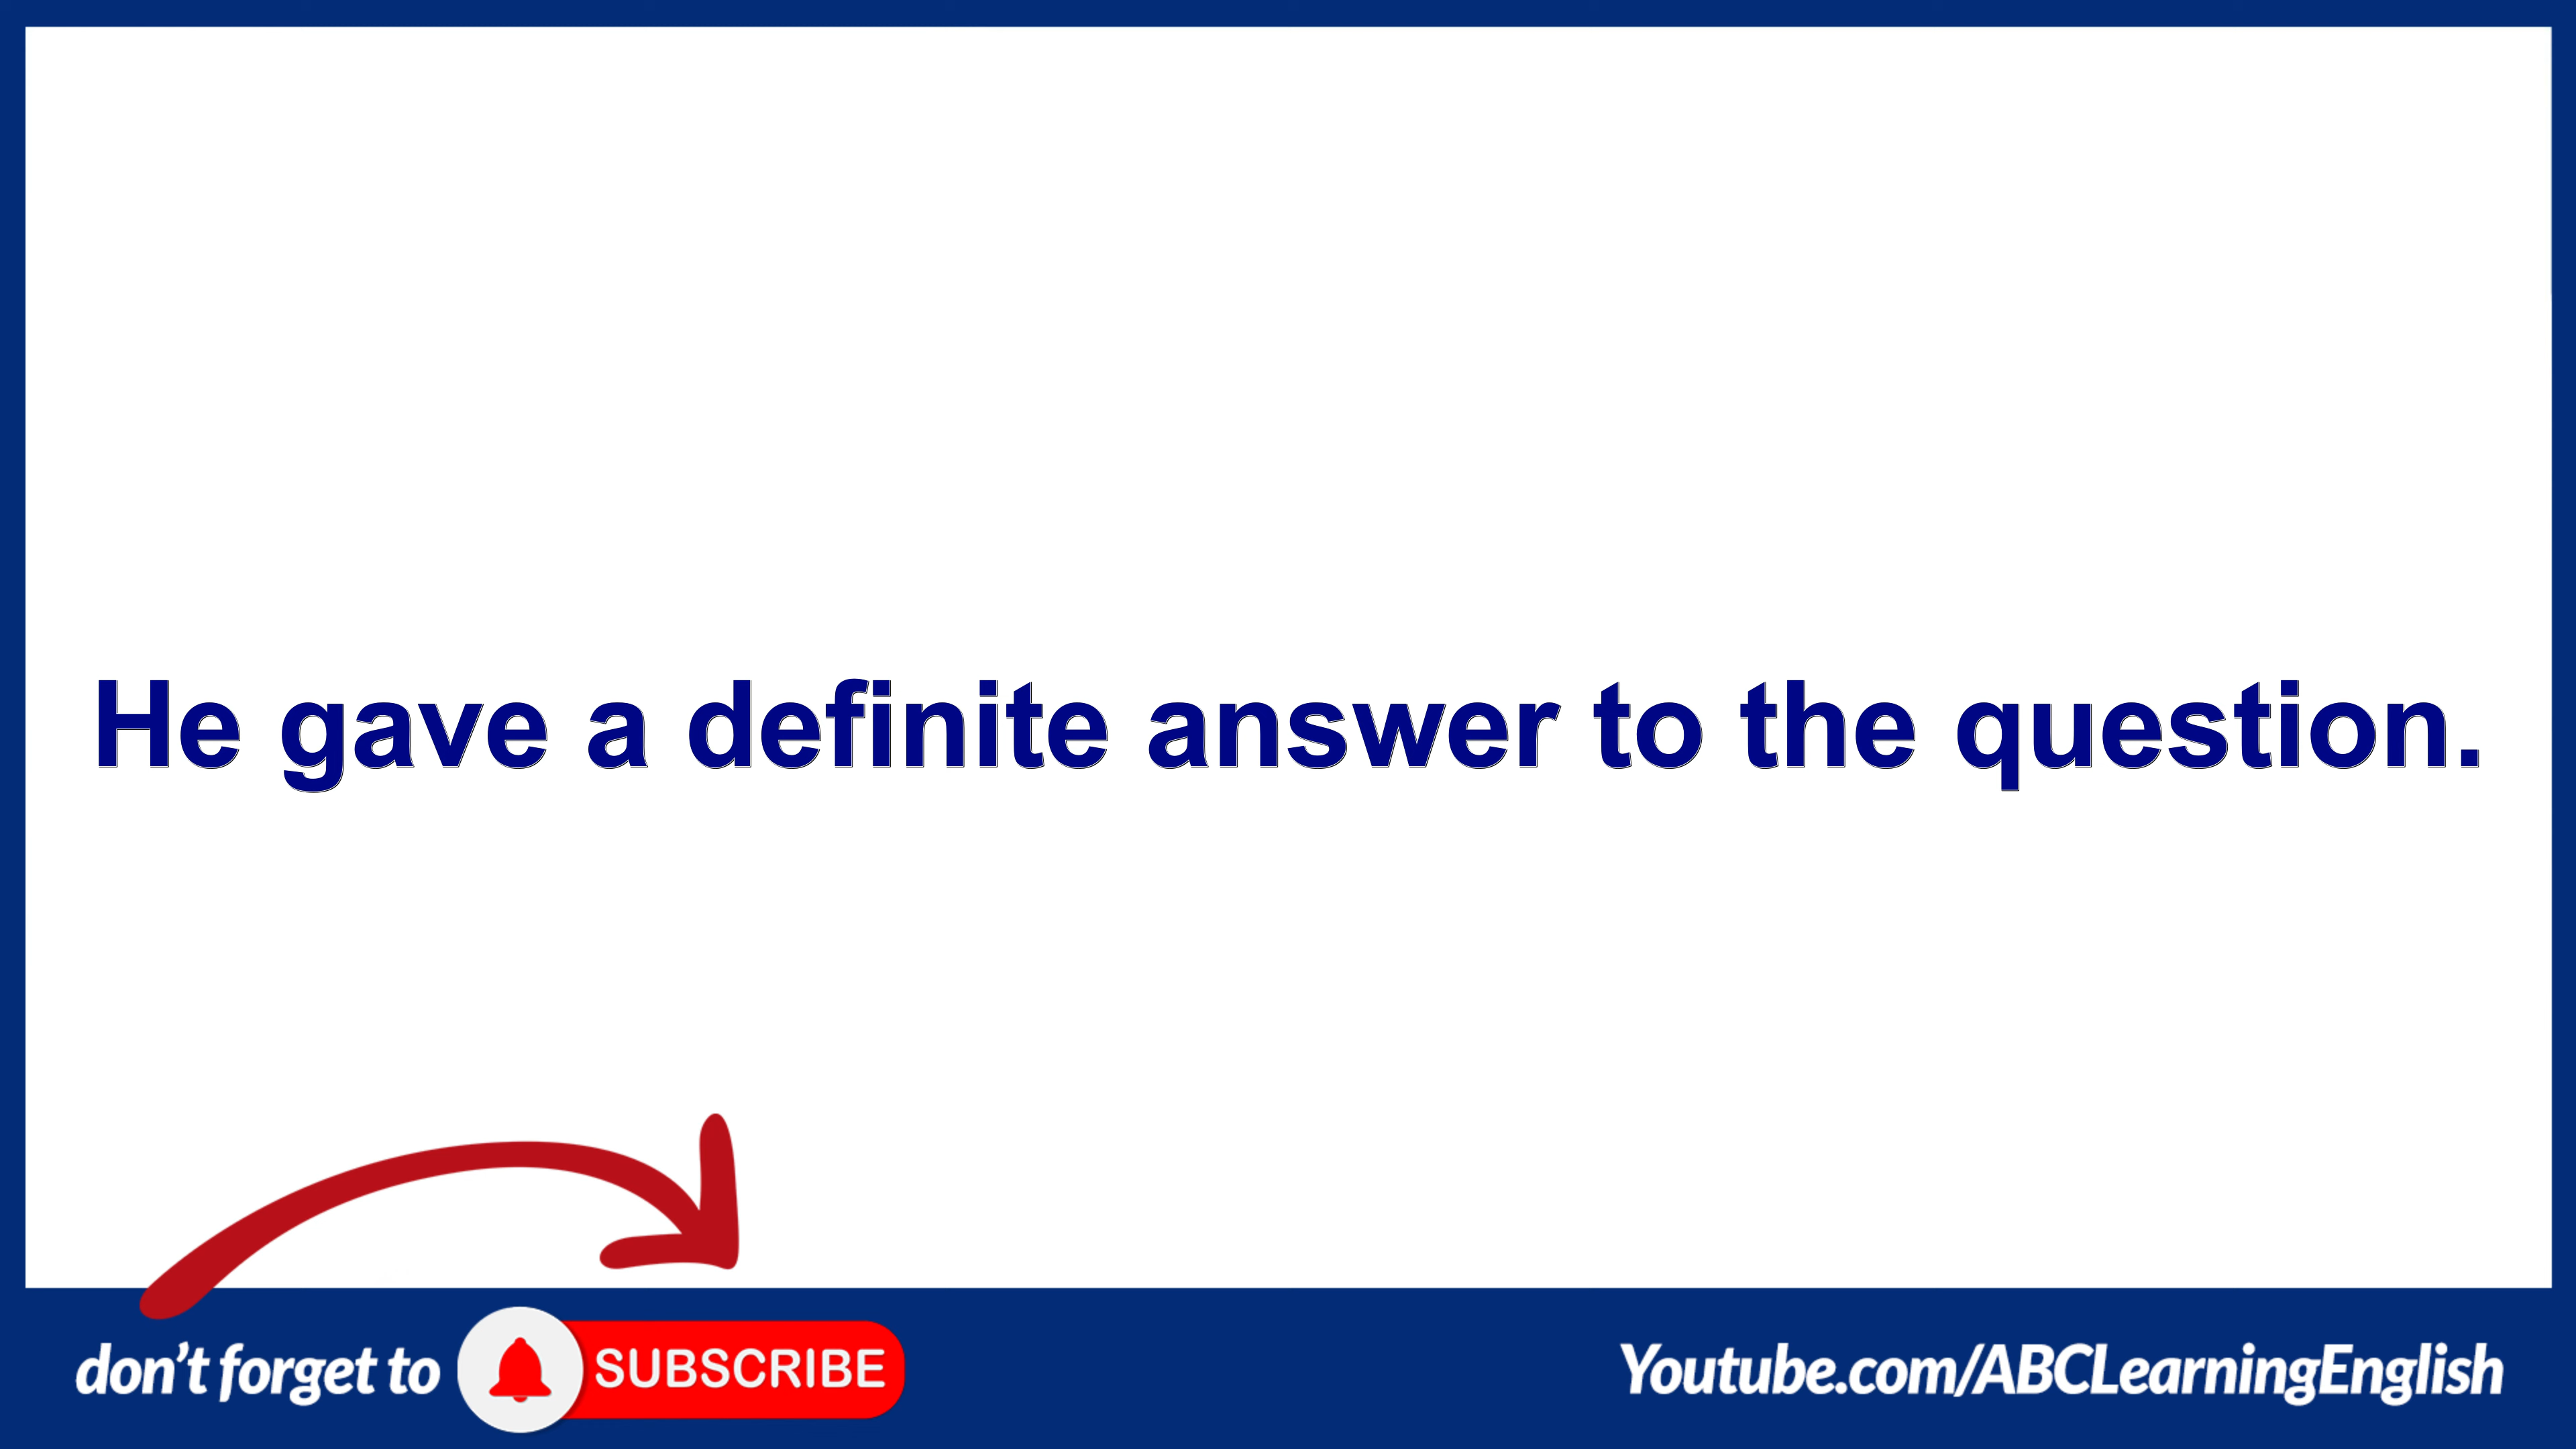 He gave a definite answer to the question.
don't forget to SUBSCRIBE
Youtube.com/ABCLearningEnglish